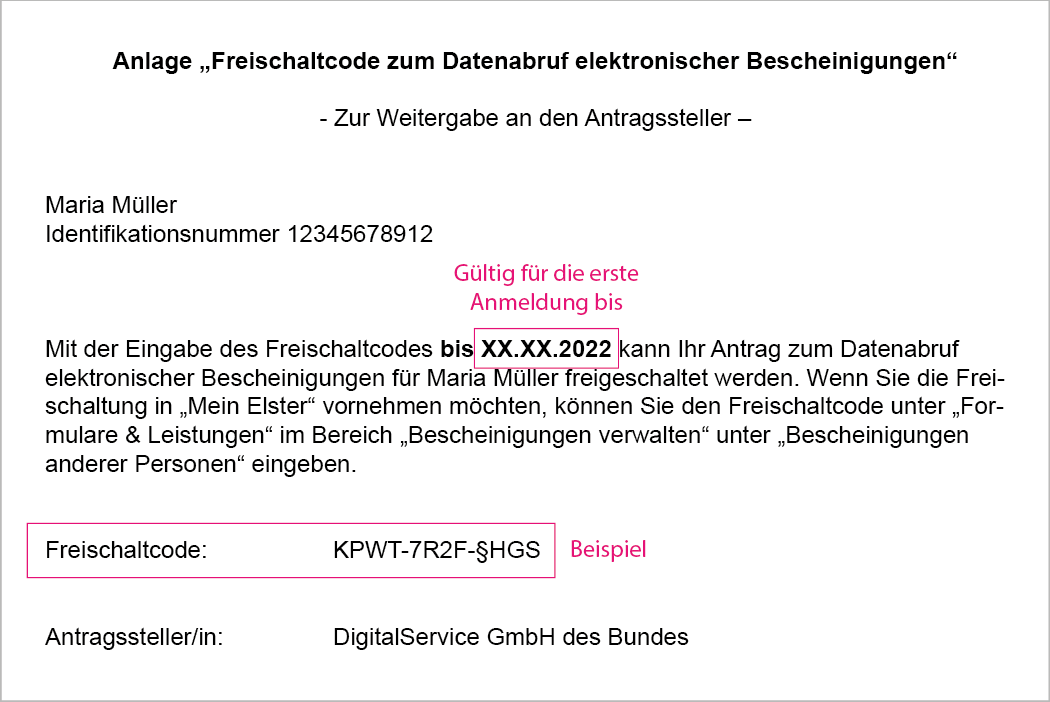 Anlage „Freischaltcode zum Datenabruf elektronischer Bescheinigungen“
- Zur Weitergabe an den Antragssteller –
Maria Müller
Identifikationsnummer 12345678912
Gültig für die erste
Anmeldung bis
Mit der Eingabe des Freischaltcodes bis XX.XX.2022 kann Ihr Antrag zum Datenabruf
elektronischer Bescheinigungen für Maria Müller freigeschaltet werden. Wenn Sie die Frei-
schaltung in „Mein Elster“ vornehmen möchten, können Sie den Freischaltcode unter „For-
mulare & Leistungen“ im Bereich „Bescheinigungen verwalten“ unter „Bescheinigungen
anderer Personen“ eingeben.
Freischaltcode: KPWT-7R2F-§HGS Beispiel
Antragssteller/in: DigitalService GmbH des Bundes